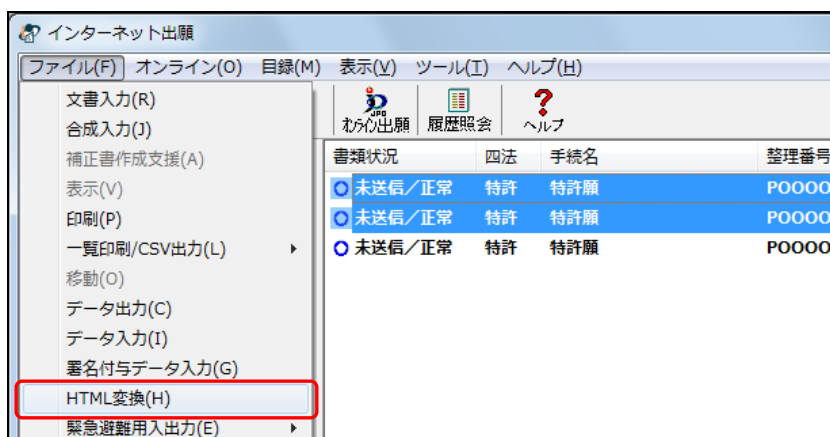 インターネット出願
ファイル(F) オンライン(O) 目録(M) 表示(V) ツール(T) ヘルプ(H)
文書入力(R)
合成入力(J)
補正書作成支援(A)
表示(V)
印刷(P)
一覧印刷/CSV出力(L)
移動(O)
データ出力(C)
データ入力(I)
署名付与データ入力(G)
HTML変換(H)
緊急避難用入出力(E)
JPO
オンライン出願 履歴照会 ヘルプ
書類状況 四法 手続名 整理番号
未送信/正常 特許 特許願 P0000
未送信/正常 特許 特許願 P0000
未送信/正常 特許 特許願 P0000